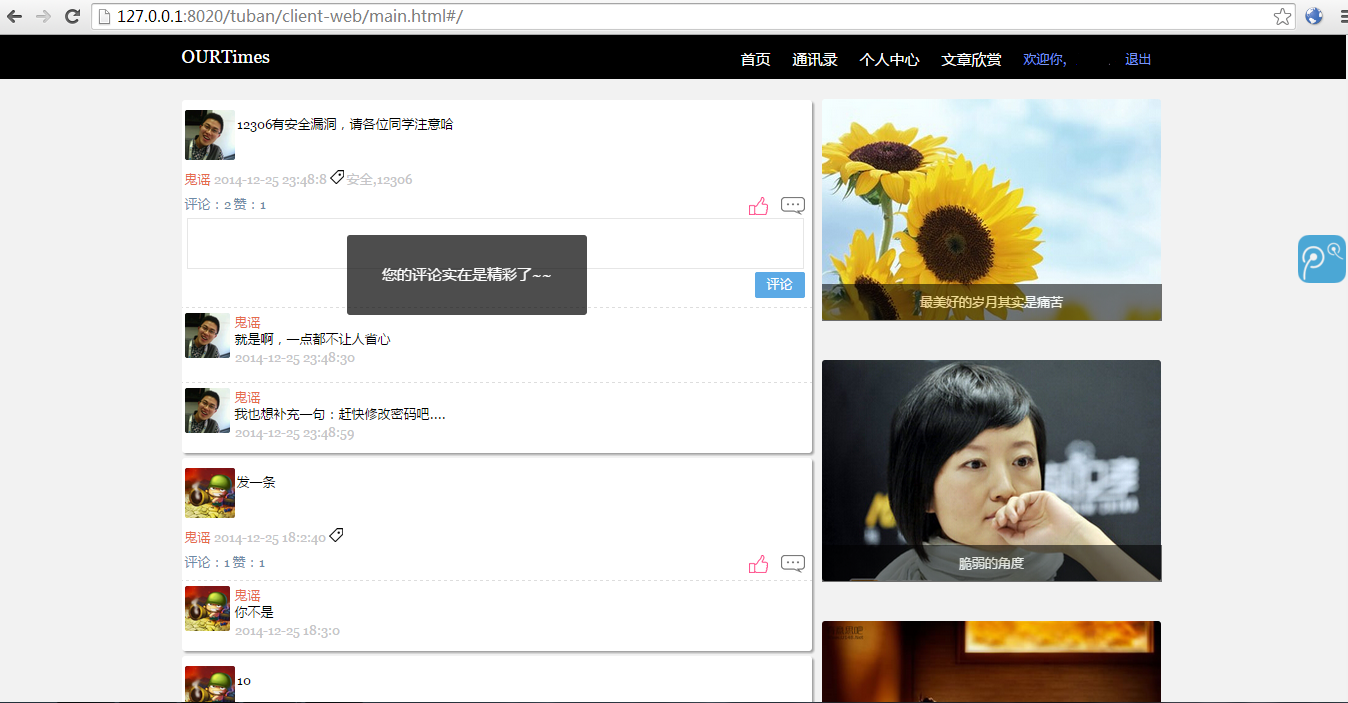 127.0.0.1:8020/tuban/client-web/main.html#/
OURTimes
首页 通讯录 个人中心 文章欣赏 欢迎你, 退出
12306有安全漏洞，请各位同学注意哈
鬼谣 2014-12-25 23:48:8 安全,12306
评论：2 赞：1
您的评论实在是精彩了~~
评论
鬼谣
就是啊，一点都不让人省心
2014-12-25 23:48:30
鬼谣
我也想补充一句：赶快修改密码吧....
2014-12-25 23:48:59
发一条
鬼谣 2014-12-25 18:2:40
评论：1 赞：1
鬼谣
你不是
2014-12-25 18:3:0
10
最美好的岁月其实是痛苦
脆弱的角度